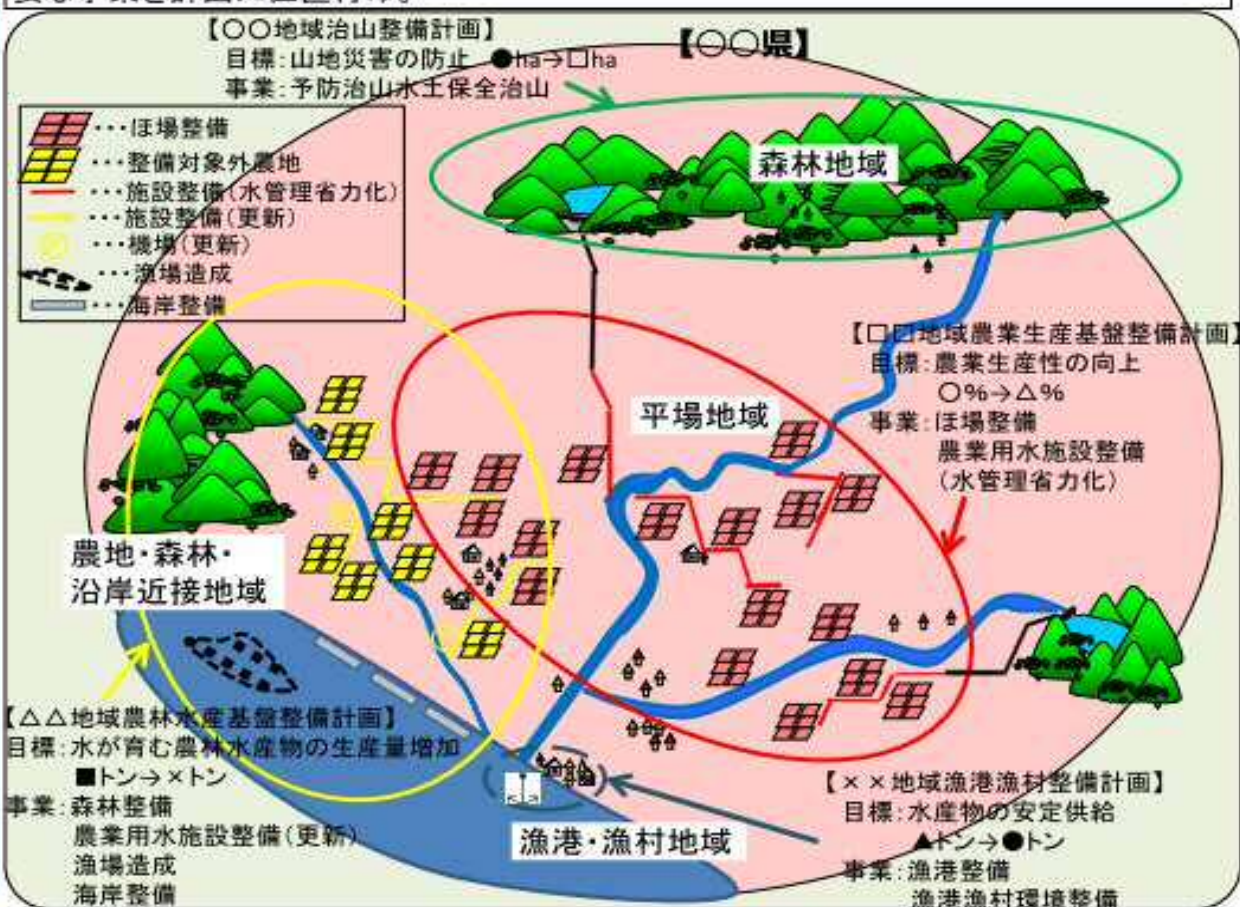 【〇〇地域治山整備計画】
目標:山地災害の防止 ●ha→□ha
事業:予防治山水土保全治山
【〇〇県】
・・・ほ場整備
・・・整備対象外農地
・・・施設整備(水管理省力化)
・・・施設整備(更新)
・・・機場(更新)
・・・漁場造成
・・・海岸整備
森林地域
【□□地域農業生産基盤整備計画】
目標:農業生産性の向上
〇%→△%
事業:ほ場整備
農業用水施設整備
(水管理省力化)
平場地域
農地・森林・
沿岸近接地域
【△△地域農林水産基盤整備計画】
目標:水が育む農林水産物の生産量増加
■トン→×トン
事業:森林整備
農業用水施設整備(更新)
漁場造成
海岸整備
漁港・漁村地域
【××地域漁港漁村整備計画】
目標:水産物の安定供給
▲トン→●トン
事業:漁港整備
漁港漁村環境整備